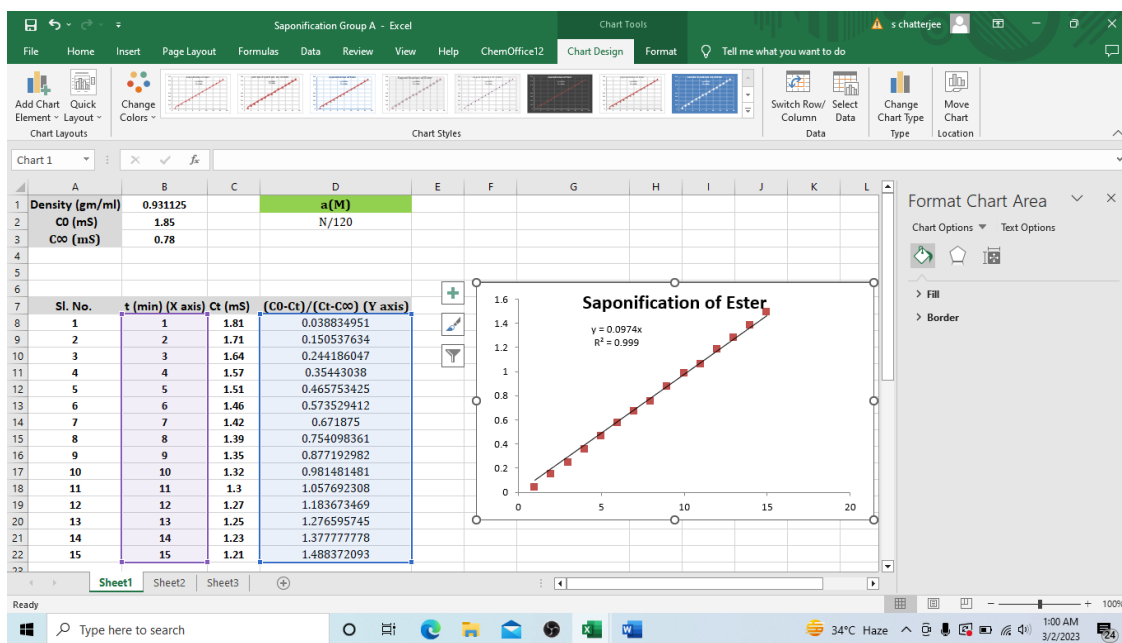 Saponification Group A - Excel
Chart Tools
s chatterjee
File Home Insert Page Layout Formulas Data Review View Help ChemOffice12 Chart Design Format Tell me what you want to do
Add Chart Element Quick Layout
Change Colors
Switch Row/ Column Select Data
Change Chart Type
Move Chart
Chart Layouts Chart Styles Data Type Location
Chart 1 fx
A B C D E F G H I J K L
1 Density (gm/ml) 0.931125 a(M)
2 C0 (mS) 1.85 N/120
3 C∞ (mS) 0.78
4
5
6
7 Sl. No. t (min) (X axis) Ct (mS) (C0-Ct)/(Ct-C∞) (Y axis)
8 1 1 1.81 0.038834951
9 2 2 1.71 0.150537634
10 3 3 1.64 0.244186047
11 4 4 1.57 0.35443038
12 5 5 1.51 0.465753425
13 6 6 1.46 0.573529412
14 7 7 1.42 0.671875
15 8 8 1.39 0.754098361
16 9 9 1.35 0.877192982
17 10 10 1.32 0.981481481
18 11 11 1.3 1.057692308
19 12 12 1.27 1.183673469
20 13 13 1.25 1.276595745
21 14 14 1.23 1.377777778
22 15 15 1.21 1.488372093
23
Saponification of Ester
y = 0.0974x
R² = 0.999
1.6
1.4
1.2
1
0.8
0.6
0.4
0.2
0
0 5 10 15 20
Format Chart Area
Chart Options Text Options
Fill
Border
Sheet1 Sheet2 Sheet3
Ready
100%
Type here to search
34°C Haze
1:00 AM
3/2/2023
24